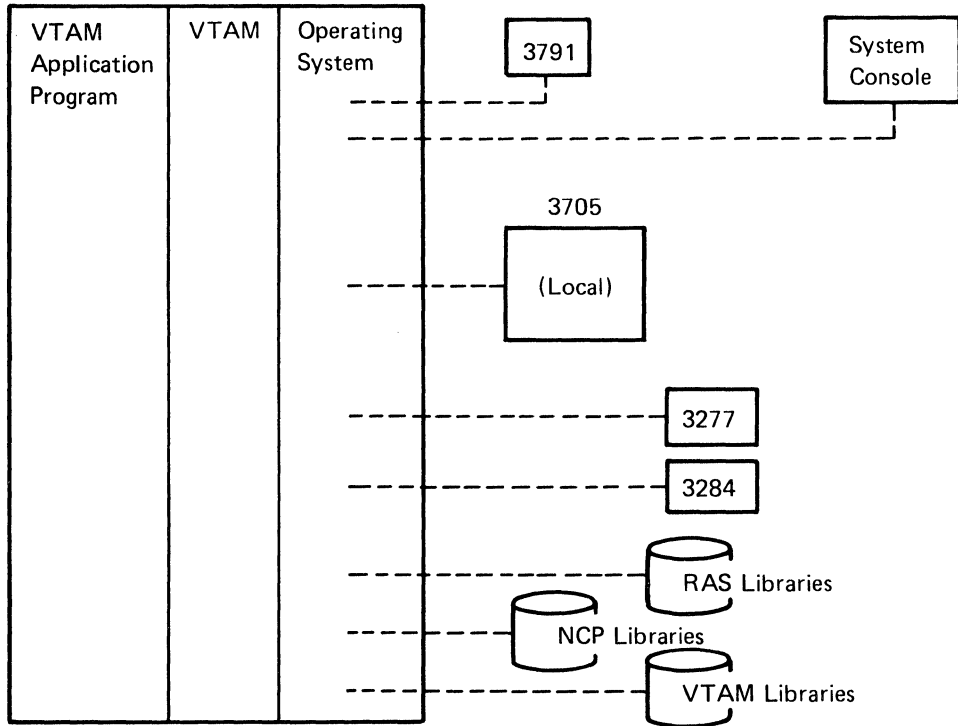 VTAM
Application
Program
VTAM
Operating
System
3791
System
Console
3705
(Local)
3277
3284
RAS Libraries
NCP Libraries
VTAM Libraries